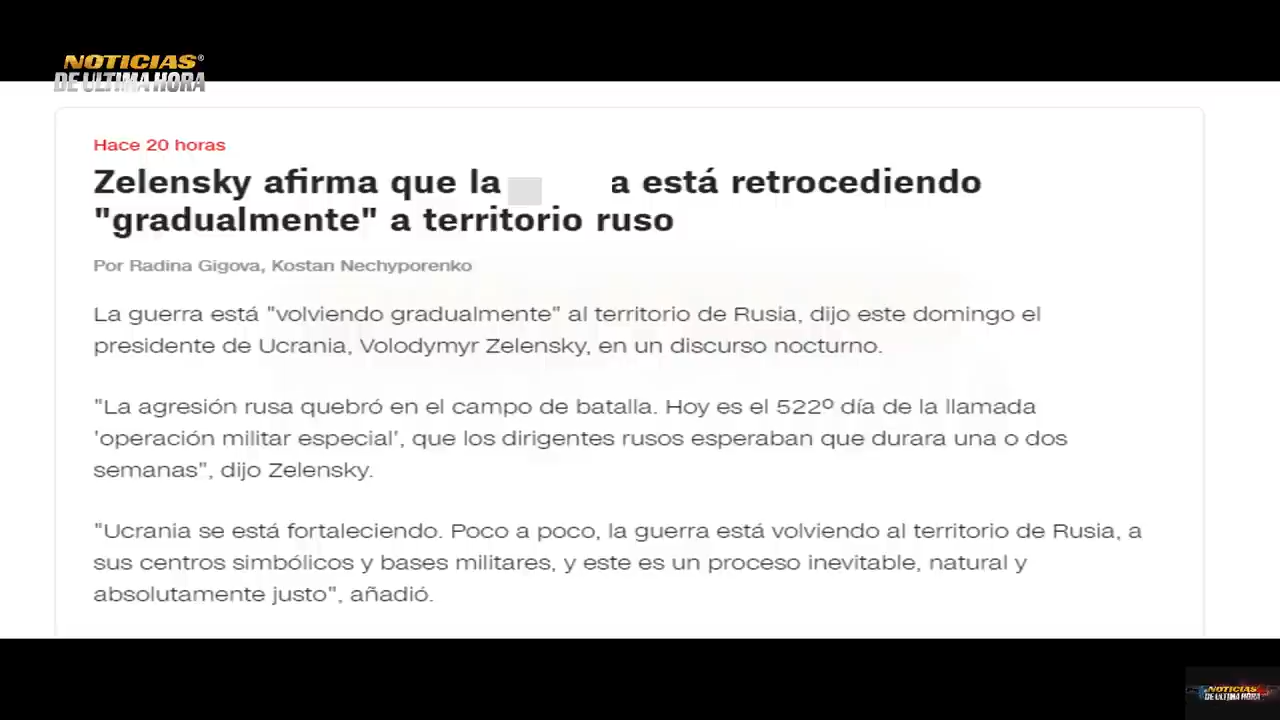 NOTICIAS®
DE ULTIMA HORA
Hace 20 horas
Zelensky afirma que la a está retrocediendo
"gradualmente" a territorio ruso
Por Radina Gigova, Kostan Nechyporenko
La guerra está "volviendo gradualmente" al territorio de Rusia, dijo este domingo el
presidente de Ucrania, Volodymyr Zelensky, en un discurso nocturno.
"La agresión rusa quebró en el campo de batalla. Hoy es el 522º día de la llamada
'operación militar especial', que los dirigentes rusos esperaban que durara una o dos
semanas", dijo Zelensky.
"Ucrania se está fortaleciendo. Poco a poco, la guerra está volviendo al territorio de Rusia, a
sus centros simbólicos y bases militares, y este es un proceso inevitable, natural y
absolutamente justo", añadió.
NOTICIAS
DE ULTIMA HORA